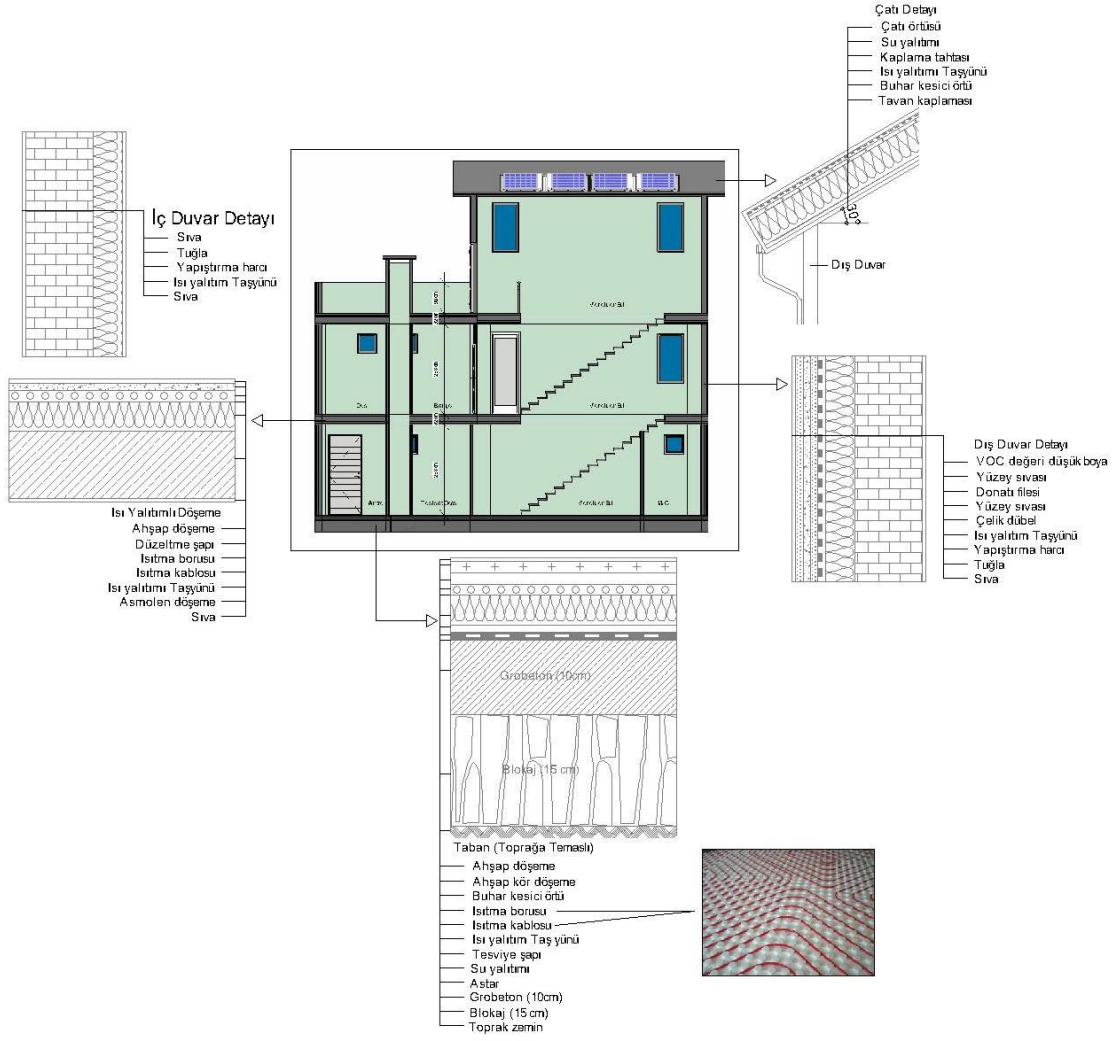 Çatı Detayı
Çatı örtüsü
Su yalıtımı
Kaplama tahtası
Isı yalıtımı Taşyünü
Buhar kesici örtü
Tavan kaplaması
30°
Dış Duvar
İç Duvar Detayı
Sıva
Tuğla
Yapıştırma harcı
Isı yalıtım Taşyünü
Sıva
Dış Duvar Detayı
VOC değeri düşük boya
Yüzey sıvası
Donatı filesi
Yüzey sıvası
Çelik dübel
Isı yalıtım Taşyünü
Yapıştırma harcı
Tuğla
Sıva
Isı Yalıtımlı Döşeme
Ahşap döşeme
Düzeltme şapı
Isıtma borusu
Isıtma kablosu
Isı yalıtımı Taşyünü
Asmolen döşeme
Sıva
Grobeton (10cm)
Blokaj (15 cm)
Taban (Toprağa Temaslı)
Ahşap döşeme
Ahşap kör döşeme
Buhar kesici örtü
Isıtma borusu
Isıtma kablosu
Isı yalıtım Taş yünü
Tesviye şapı
Su yalıtımı
Astar
Grobeton (10cm)
Blokaj (15 cm)
Toprak zemin